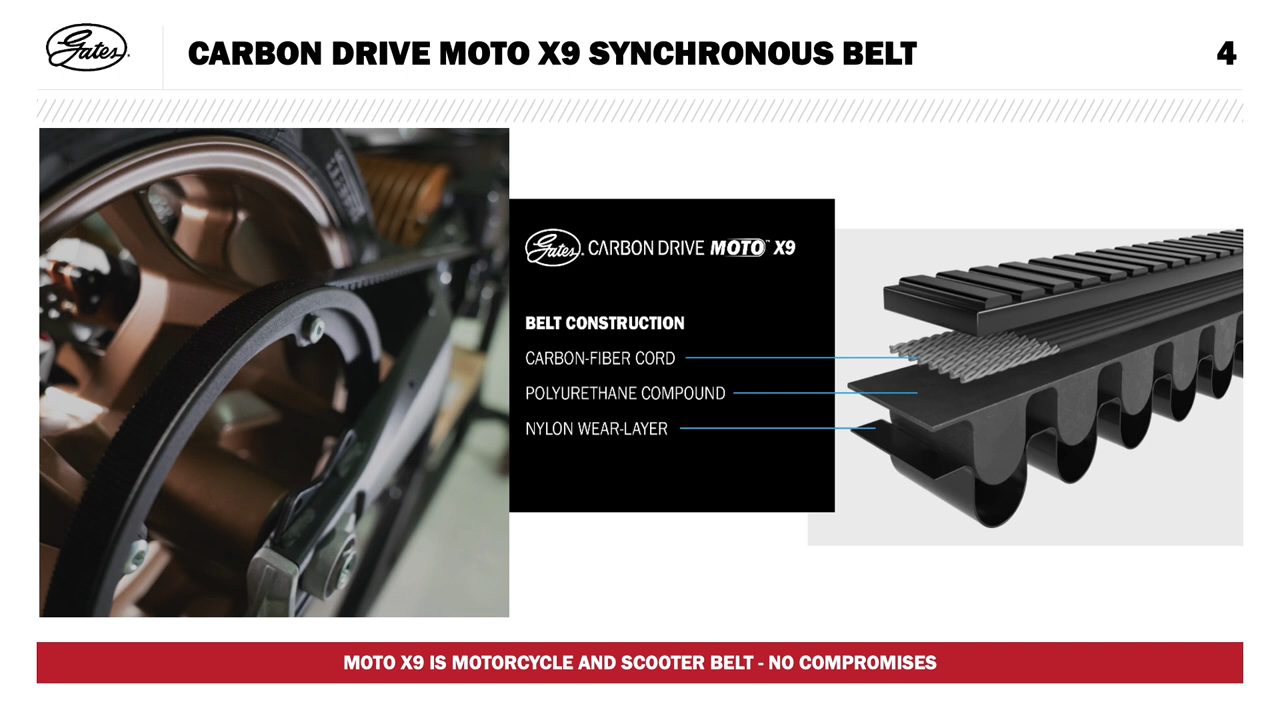 Gates
CARBON DRIVE MOTO X9 SYNCHRONOUS BELT
4
Gates CARBON DRIVE MOTO™ X9
BELT CONSTRUCTION
CARBON-FIBER CORD
POLYURETHANE COMPOUND
NYLON WEAR-LAYER
MOTO X9 IS MOTORCYCLE AND SCOOTER BELT - NO COMPROMISES